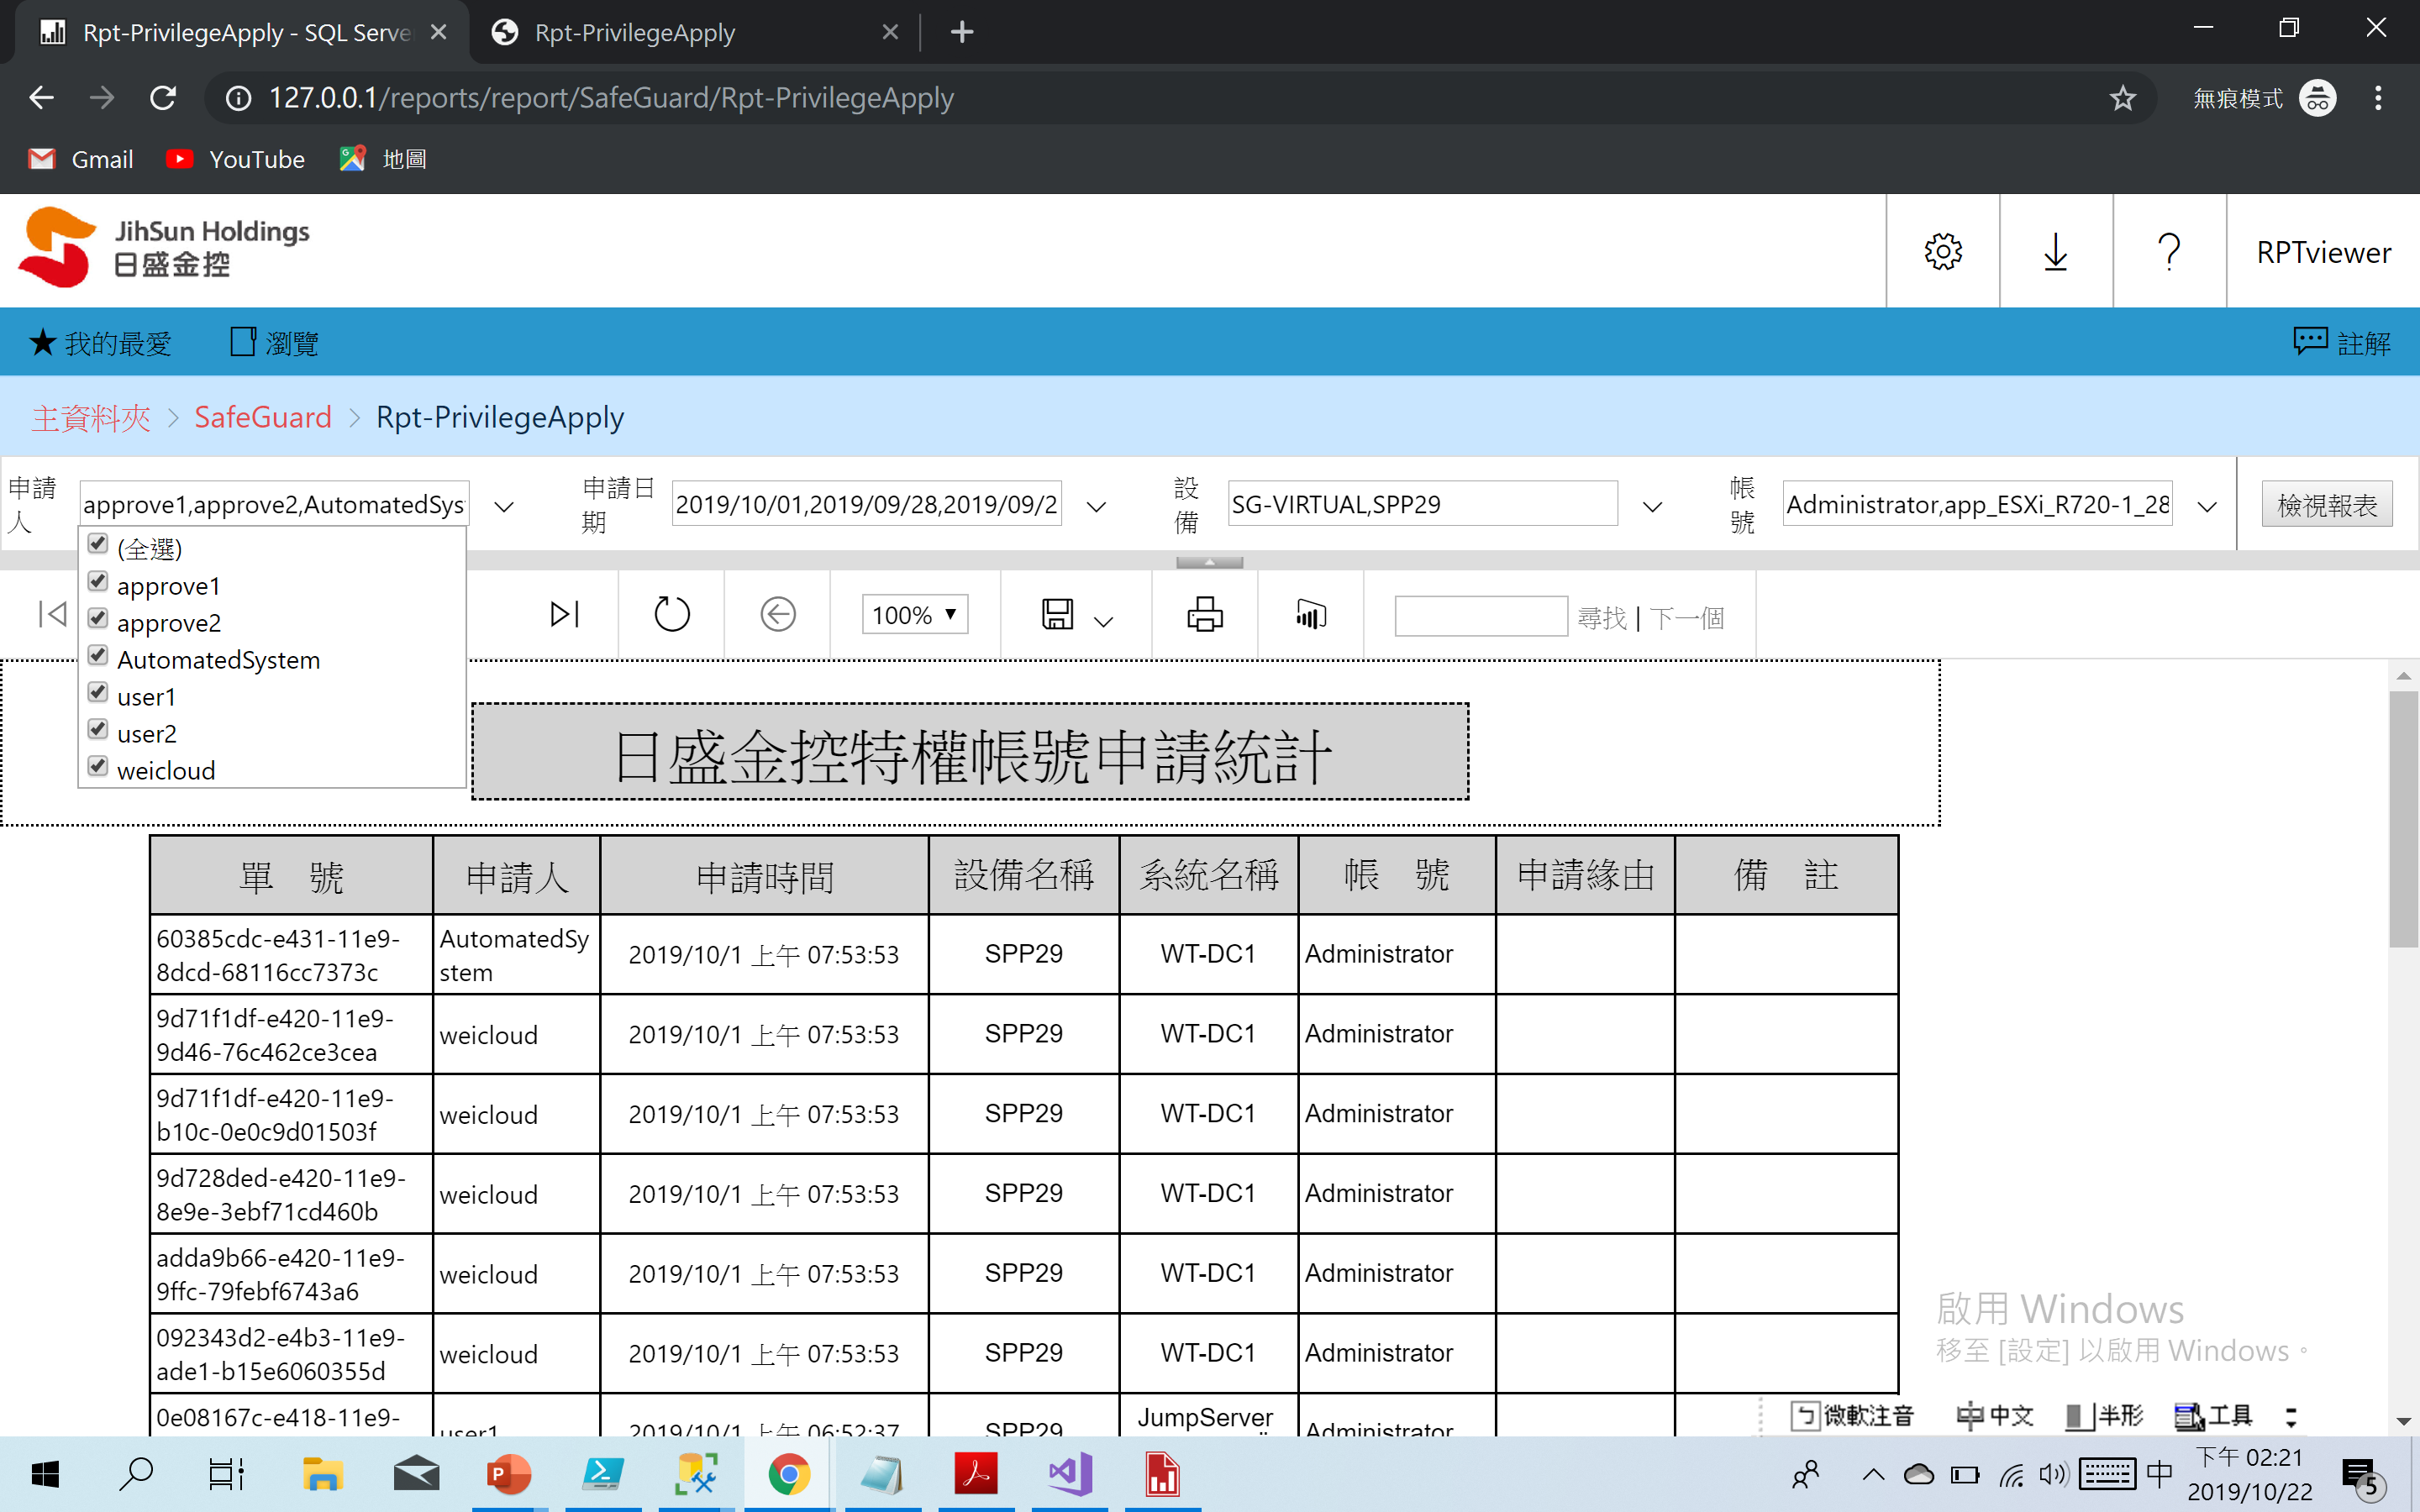 Rpt-PrivilegeApply - SQL Serve
Rpt-PrivilegeApply
127.0.0.1/reports/report/SafeGuard/Rpt-PrivilegeApply
無痕模式
Gmail
YouTube
地圖
JihSun Holdings
日盛金控
RPTviewer
我的最愛
瀏覽
註解
主資料夾 > SafeGuard > Rpt-PrivilegeApply
申請人
approve1,approve2,AutomatedSys
申請日期
2019/10/01,2019/09/28,2019/09/2
設備
SG-VIRTUAL,SPP29
帳號
Administrator,app_ESXi_R720-1_28
檢視報表
(全選)
approve1
approve2
AutomatedSystem
user1
user2
weicloud
100%
尋找 | 下一個
日盛金控特權帳號申請統計
單 號 申請人 申請時間 設備名稱 系統名稱 帳 號 申請緣由 備 註
60385cdc-e431-11e9-8dcd-68116cc7373c AutomatedSystem 2019/10/1 上午 07:53:53 SPP29 WT-DC1 Administrator
9d71f1df-e420-11e9-9d46-76c462ce3cea weicloud 2019/10/1 上午 07:53:53 SPP29 WT-DC1 Administrator
9d71f1df-e420-11e9-b10c-0e0c9d01503f weicloud 2019/10/1 上午 07:53:53 SPP29 WT-DC1 Administrator
9d728ded-e420-11e9-8e9e-3ebf71cd460b weicloud 2019/10/1 上午 07:53:53 SPP29 WT-DC1 Administrator
adda9b66-e420-11e9-9ffc-79febf6743a6 weicloud 2019/10/1 上午 07:53:53 SPP29 WT-DC1 Administrator
092343d2-e4b3-11e9-ade1-b15e6060355d weicloud 2019/10/1 上午 07:53:53 SPP29 WT-DC1 Administrator
0e08167c-e418-11e9- user1 2019/10/1 上午 06:52:37 SPP29 JumpServer Administrator
啟用 Windows
移至 [設定] 以啟用 Windows。
微軟注音 中 中文 半形 工具
中
下午 02:21
2019/10/22
5